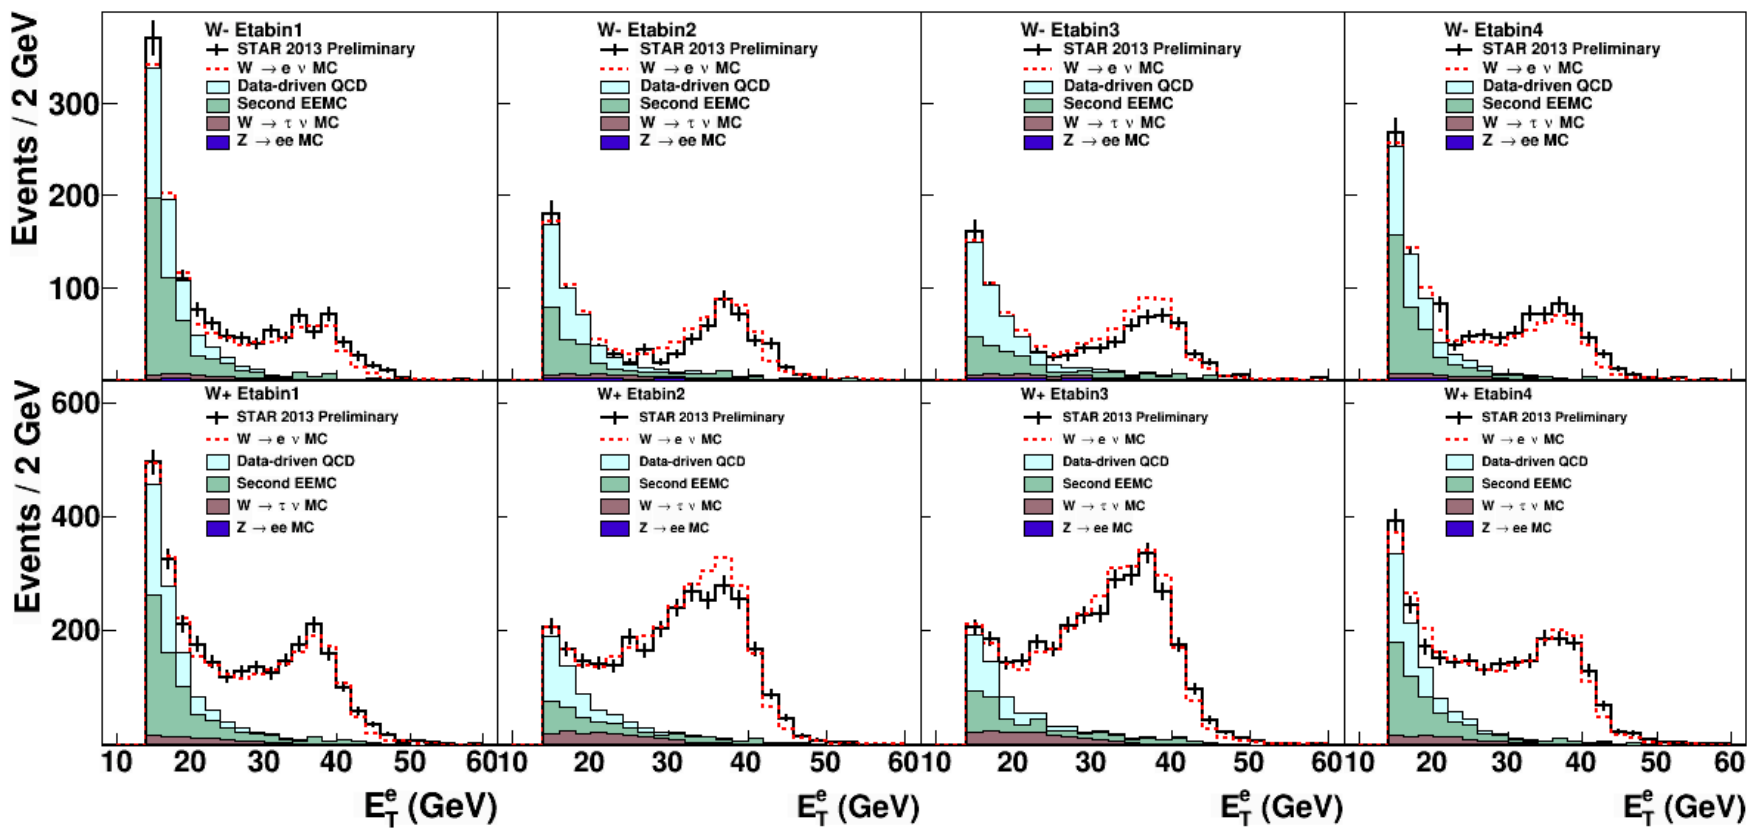 Events / 2 GeV
300
200
100
W- Etabin1
STAR 2013 Preliminary
W → e ν MC
Data-driven QCD
Second EEMC
W → τ ν MC
Z → ee MC
W- Etabin2
STAR 2013 Preliminary
W → e ν MC
Data-driven QCD
Second EEMC
W → τ ν MC
Z → ee MC
W- Etabin3
STAR 2013 Preliminary
W → e ν MC
Data-driven QCD
Second EEMC
W → τ ν MC
Z → ee MC
W- Etabin4
STAR 2013 Preliminary
W → e ν MC
Data-driven QCD
Second EEMC
W → τ ν MC
Z → ee MC
Events / 2 GeV
600
400
200
W+ Etabin1
STAR 2013 Preliminary
W → e ν MC
Data-driven QCD
Second EEMC
W → τ ν MC
Z → ee MC
W+ Etabin2
STAR 2013 Preliminary
W → e ν MC
Data-driven QCD
Second EEMC
W → τ ν MC
Z → ee MC
W+ Etabin3
STAR 2013 Preliminary
W → e ν MC
Data-driven QCD
Second EEMC
W → τ ν MC
Z → ee MC
W+ Etabin4
STAR 2013 Preliminary
W → e ν MC
Data-driven QCD
Second EEMC
W → τ ν MC
Z → ee MC
10 20 30 40 50 6010 20 30 40 50 6010 20 30 40 50 6010 20 30 40 50 60
E_T^e (GeV) E_T^e (GeV) E_T^e (GeV) E_T^e (GeV)